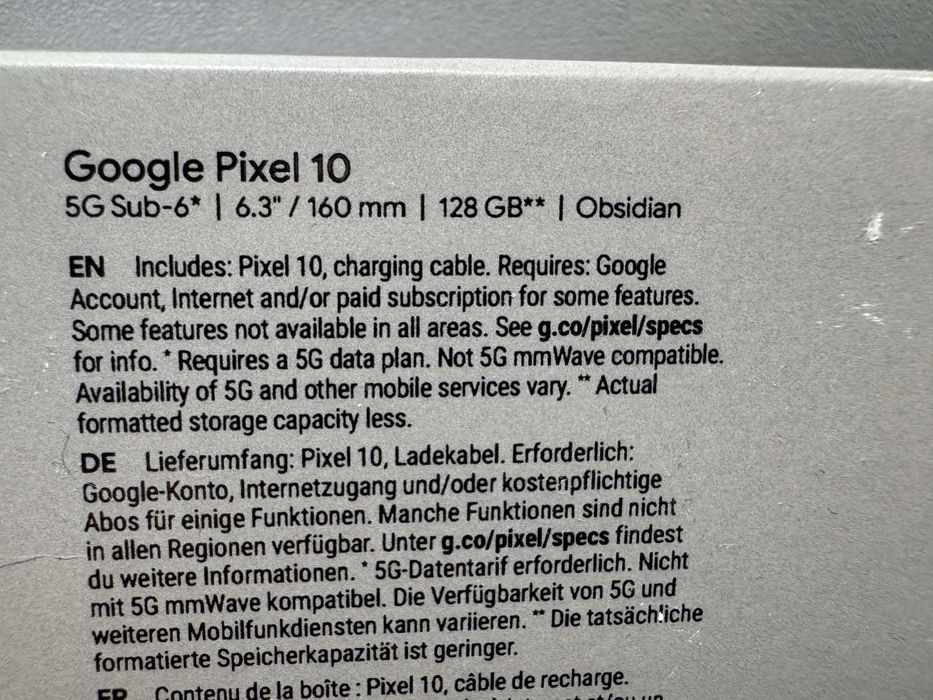 Google Pixel 10
5G Sub-6* | 6.3" / 160 mm | 128 GB** | Obsidian
EN Includes: Pixel 10, charging cable. Requires: Google
Account, Internet and/or paid subscription for some features.
Some features not available in all areas. See g.co/pixel/specs
for info. * Requires a 5G data plan. Not 5G mmWave compatible.
Availability of 5G and other mobile services vary. ** Actual
formatted storage capacity less.
DE Lieferumfang: Pixel 10, Ladekabel. Erforderlich:
Google-Konto, Internetzugang und/oder kostenpflichtige
Abos für einige Funktionen. Manche Funktionen sind nicht
in allen Regionen verfügbar. Unter g.co/pixel/specs findest
du weitere Informationen. * 5G-Datentarif erforderlich. Nicht
mit 5G mmWave kompatibel. Die Verfügbarkeit von 5G und
weiteren Mobilfunkdiensten kann variieren. ** Die tatsächliche
formatierte Speicherkapazität ist geringer.
FR Contenu de la boîte : Pixel 10, câble de recharge.